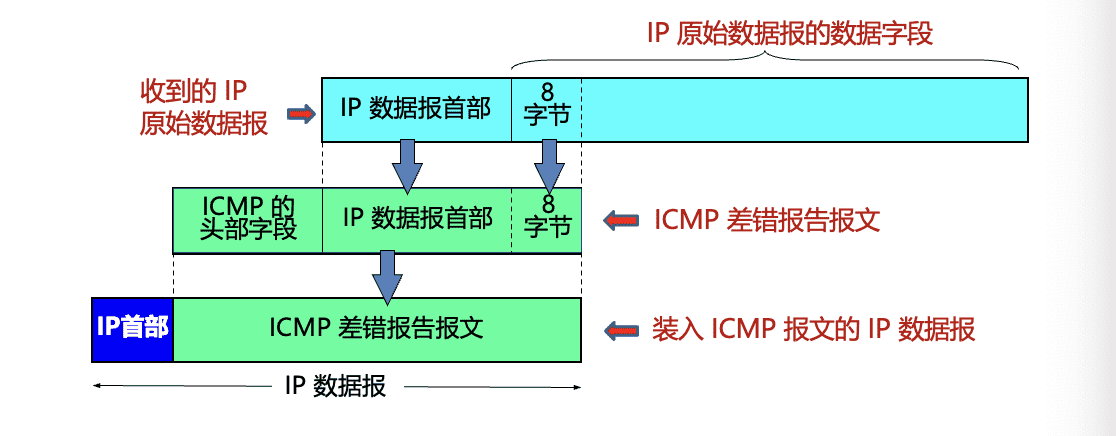 IP 原始数据报的数据字段
收到的 IP
原始数据报
IP 数据报首部
8
字节
ICMP 的
头部字段
IP 数据报首部
8
字节
ICMP 差错报告报文
IP首部
ICMP 差错报告报文
装入 ICMP 报文的 IP 数据报
IP 数据报